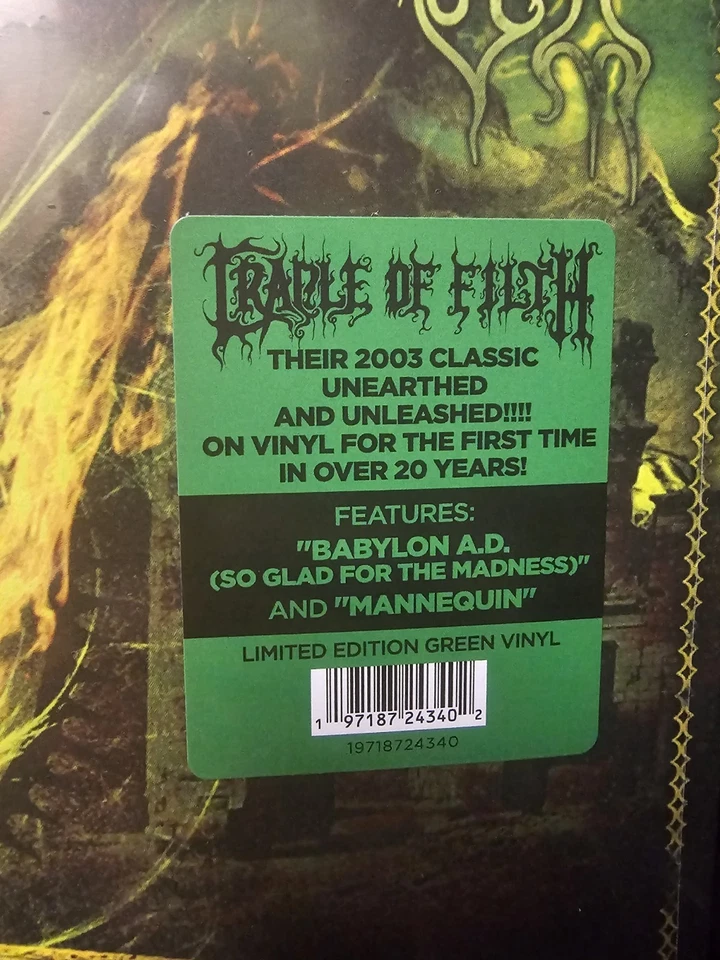 CRADLE OF FILTH
THEIR 2003 CLASSIC
UNEARTHED
AND UNLEASHED!!!!
ON VINYL FOR THE FIRST TIME
IN OVER 20 YEARS!
FEATURES:
"BABYLON A.D.
(SO GLAD FOR THE MADNESS)"
AND "MANNEQUIN"
LIMITED EDITION GREEN VINYL
1 97187 24340 2
19718724340